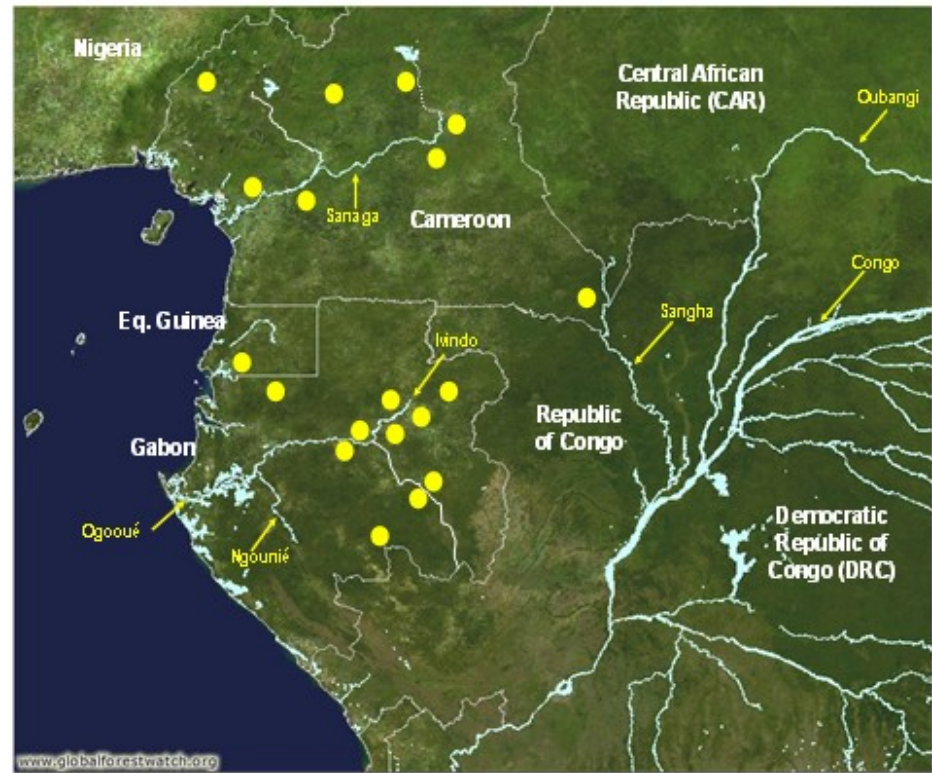 Nigeria
Central African
Republic (CAR)
Oubangi
Sanaga
Cameroon
Congo
Eq. Guinea
Sangha
Ivindo
Republic
of Congo
Gabon
Ogooué
Ngounié
Democratic
Republic of
Congo (DRC)
www.globalforestwatch.org